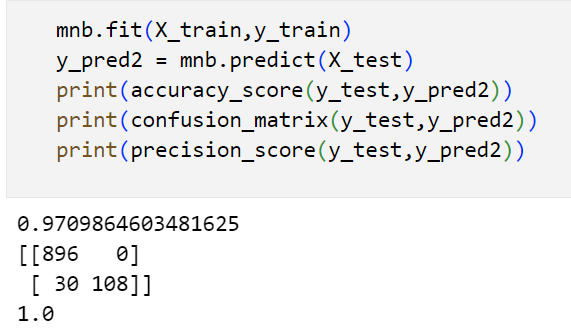 mnb.fit(X_train,y_train)
y_pred2 = mnb.predict(X_test)
print(accuracy_score(y_test,y_pred2))
print(confusion_matrix(y_test,y_pred2))
print(precision_score(y_test,y_pred2))
0.9709864603481625
[[896   0]
 [ 30 108]]
1.0